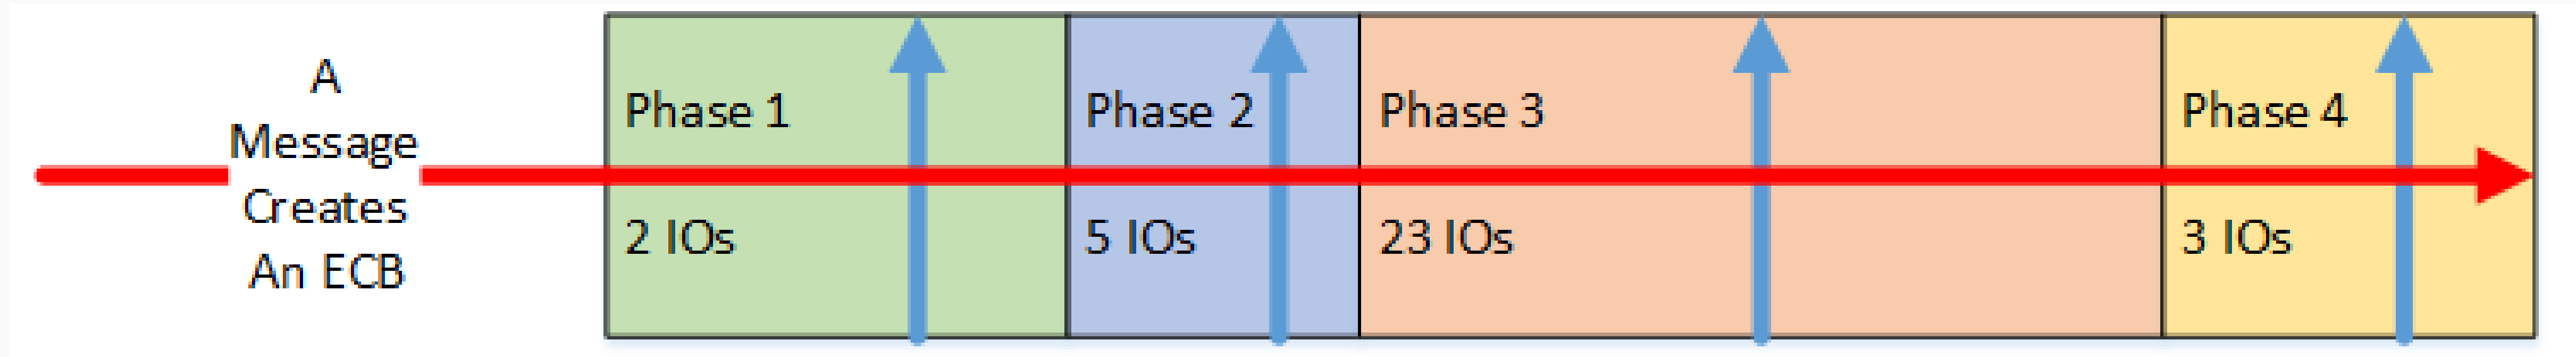 A
Message
Creates
An ECB
Phase 1
2 IOs
Phase 2
5 IOs
Phase 3
23 IOs
Phase 4
3 IOs